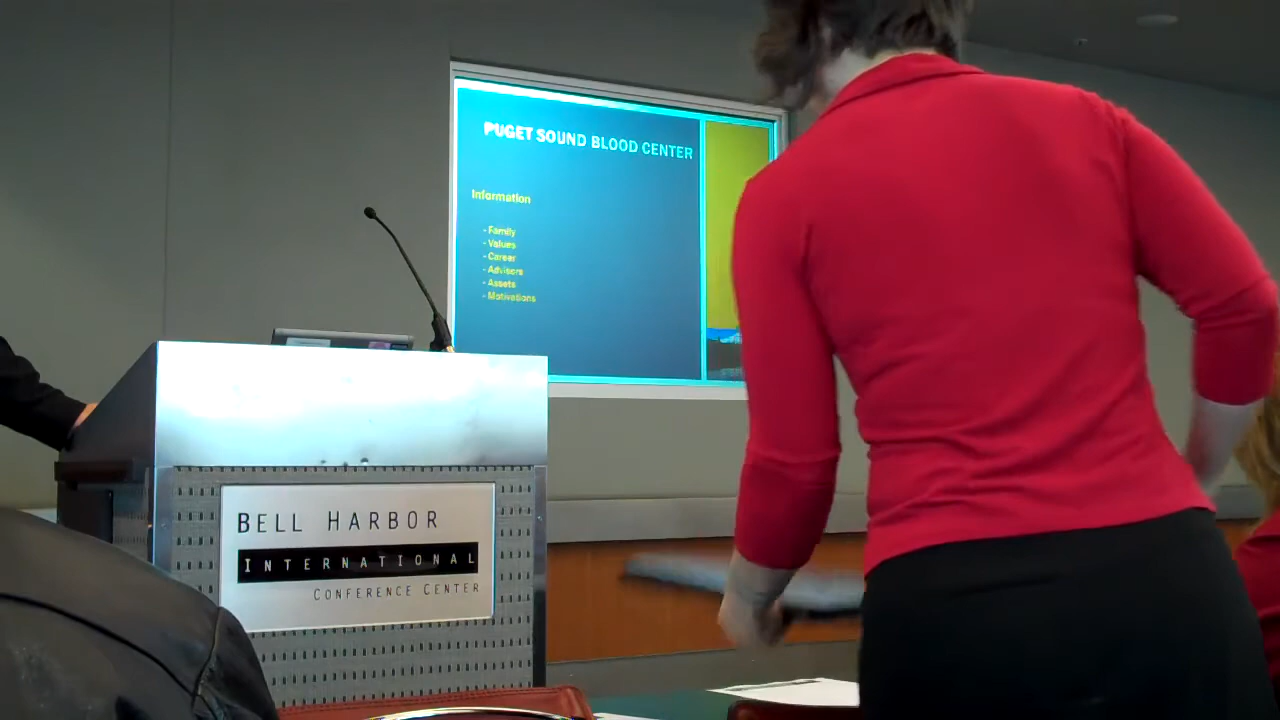 PUGET SOUND BLOOD CENTER
Information
- Family
- Values
- Career
- Advisors
- Assets
- Motivations
BELL HARBOR
INTERNATIONAL
CONFERENCE CENTER